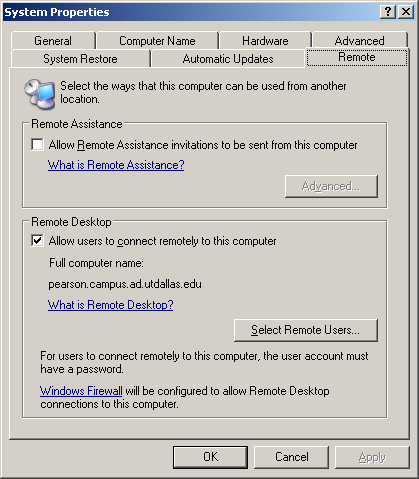 System Properties
General
Computer Name
Hardware
Advanced
System Restore
Automatic Updates
Remote
Select the ways that this computer can be used from another
location.
Remote Assistance
Allow Remote Assistance invitations to be sent from this computer
What is Remote Assistance?
Advanced...
Remote Desktop
Allow users to connect remotely to this computer
Full computer name:
pearson.campus.ad.utdallas.edu
What is Remote Desktop?
Select Remote Users...
For users to connect remotely to this computer, the user account must
have a password.
Windows Firewall will be configured to allow Remote Desktop
connections to this computer.
OK
Cancel
Apply